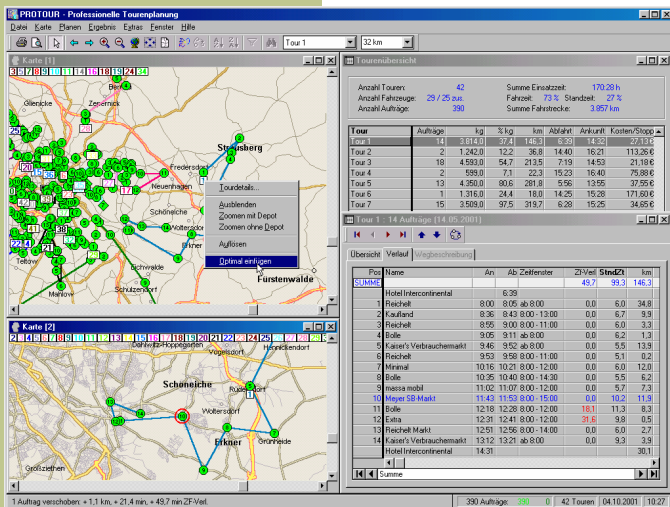 PROTOUR - Professionelle Tourenplanung
Datei Karte Planen Ergebnis Extras Fenster Hilfe
Tour 1 32 km
Karte [1]
Glienicke
Zepernick
Strausberg
Fredersdorf
Neuenhagen
Schöneiche
Woltersdorf
Erkner
Eichwalde
Teltow
Schulzendorf
Mahlow
Fürstenwalde
Tourdetails...
Ausblenden
Zoomen mit Depot
Zoomen ohne Depot
Auflösen
Optimal einfügen
Tourenübersicht
Anzahl Touren: 42 Summe Einsatzzeit: 170:28 h
Anzahl Fahrzeuge: 29 / 25 zus. Fahrzeit: 73 % Standzeit: 27 %
Anzahl Aufträge: 390 Summe Fahrstrecke: 3.857 km
Tour Aufträge kg % kg km Abfahrt Ankunft Kosten/Stopp
Tour 1 14 3.814,0 37,4 146,3 6:39 14:32 27,13 €
Tour 2 2 1.242,0 12,2 36,8 14:40 16:21 113,26 €
Tour 3 18 4.593,0 54,7 213,5 7:19 14:53 21,18 €
Tour 4 2 599,0 7,1 22,3 15:23 16:40 75,88 €
Tour 5 13 4.350,0 80,6 281,8 5:56 13:55 37,55 €
Tour 6 1 1.316,0 24,4 18,0 14:25 15:28 171,60 €
Tour 7 15 3.509,0 97,5 319,7 6:28 15:25 34,65 €
Tour 1 : 14 Aufträge (14.05.2001)
Übersicht Verlauf Wegbeschreibung
Pos Name An Ab Zeitfenster ZF-Verl StndZt km
SUMME 49,7 99,3 146,3
Hotel Intercontinental 6:39
1 Reichelt 8:00 8:05 ab 8:00 0,0 6,0 34,8
2 Kaufland 8:36 8:43 8:00 - 13:00 0,0 6,7 9,9
3 Reichelt 8:55 9:00 8:00 - 11:00 0,0 6,0 3,3
4 Bolle 9:05 9:11 ab 8:00 0,0 6,2 1,3
5 Kaiser's Verbrauchermarkt 9:46 9:52 ab 8:00 0,0 5,5 13,9
6 Reichelt 9:53 9:58 8:00 - 11:00 0,0 5,1 0,2
7 Minimal 10:16 10:21 8:00 - 12:00 0,0 6,0 12,0
8 Bolle 10:35 10:40 8:00 - 14:30 0,0 5,5 6,2
9 massa mobil 11:02 11:07 8:00 - 12:00 0,0 5,7 7,3
10 Meyer SB-Markt 11:43 11:53 8:00 - 15:00 0,0 10,2 11,9
11 Bolle 12:18 12:28 8:00 - 12:00 18,1 11,3 8,3
12 Extra 12:31 12:41 8:00 - 12:00 31,6 9,8 0,5
13 Reichelt Markt 12:51 12:56 8:00 - 14:00 0,0 6,0 2,7
14 Kaiser's Verbrauchermarkt 13:12 13:21 ab 8:00 0,0 9,3 3,9
Hotel Intercontinental 14:31 30,1
Summe
Karte [2]
Dahlwitz-Hoppegarten
Vogelsdorf
Hennickendorf
Schoneiche
Woltersdorf
Erkner
Grünheide
Großziethen
1 Auftrag verschoben: + 1,1 km, + 21,4 min, + 49,7 min ZF-Verl.
390 Aufträge: 390 0 42 Touren 04.10.2001 10:27